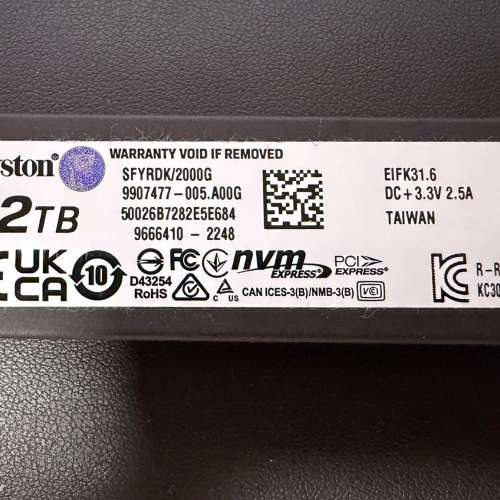 WARRANTY VOID IF REMOVED
SFYRDK/2000G
9907477-005.A00G
50026B7282E5E684
9666410 - 2248
EIFK31.6
DC+3.3V 2.5A
TAIWAN
2TB
UK
CA
10
D43254
RoHS
FC
nvm
EXPRESS®
PCI
EXPRESS®
C US
CAN ICES-3(B)/NMB-3(B)
VCI
R-R
KC30